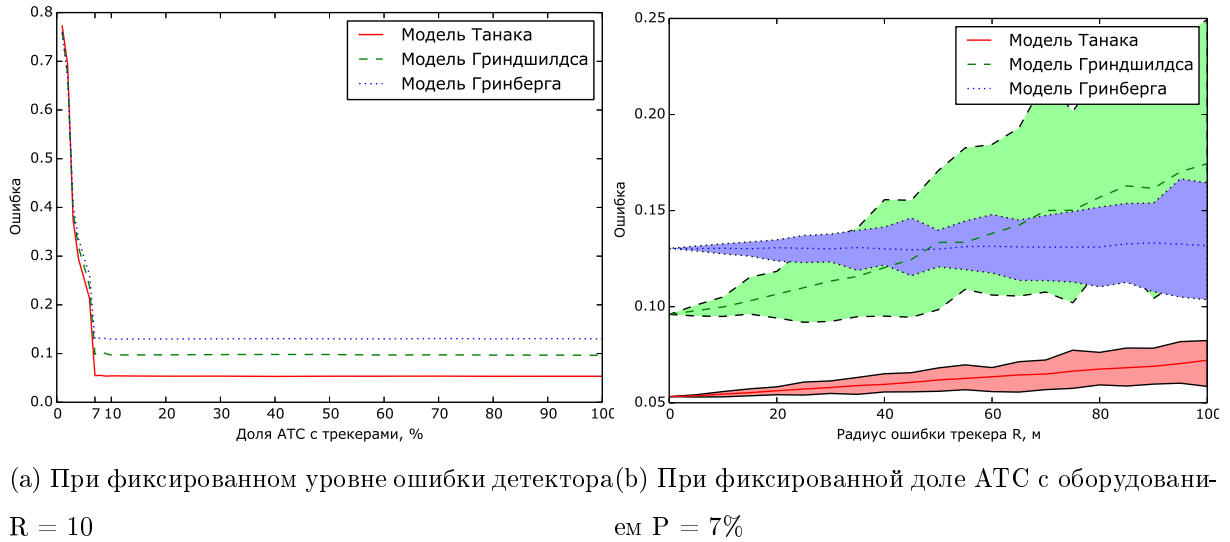 0.8
0.7
0.6
0.5
0.4
0.3
0.2
0.1
0.0
Ошибка
0 7 10 20 30 40 50 60 70 80 90 100
Доля АТС с трекерами, %
Модель Танака
Модель Гриндшилдса
Модель Гринберга
0.25
0.20
0.15
0.10
0.05
Ошибка
0 20 40 60 80 100
Радиус ошибки трекера R, м
Модель Танака
Модель Гриндшилдса
Модель Гринберга
(a) При фиксированном уровне ошибки детектора
R = 10
(b) При фиксированной доле АТС с оборудовани-
ем P = 7%